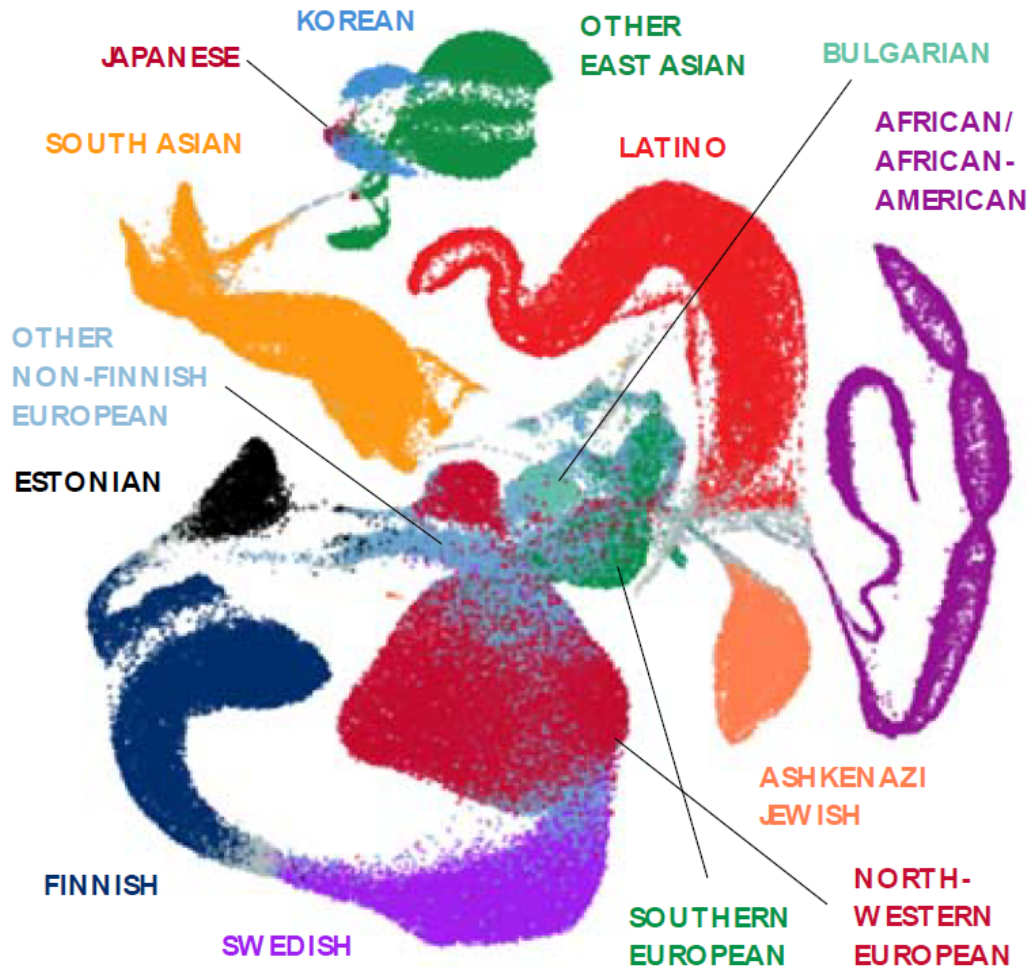 KOREAN
OTHER
EAST ASIAN
JAPANESE
BULGARIAN
SOUTH ASIAN
LATINO
AFRICAN/
AFRICAN-
AMERICAN
OTHER
NON-FINNISH
EUROPEAN
ESTONIAN
ASHKENAZI
JEWISH
FINNISH
SWEDISH
SOUTHERN
EUROPEAN
NORTH-
WESTERN
EUROPEAN